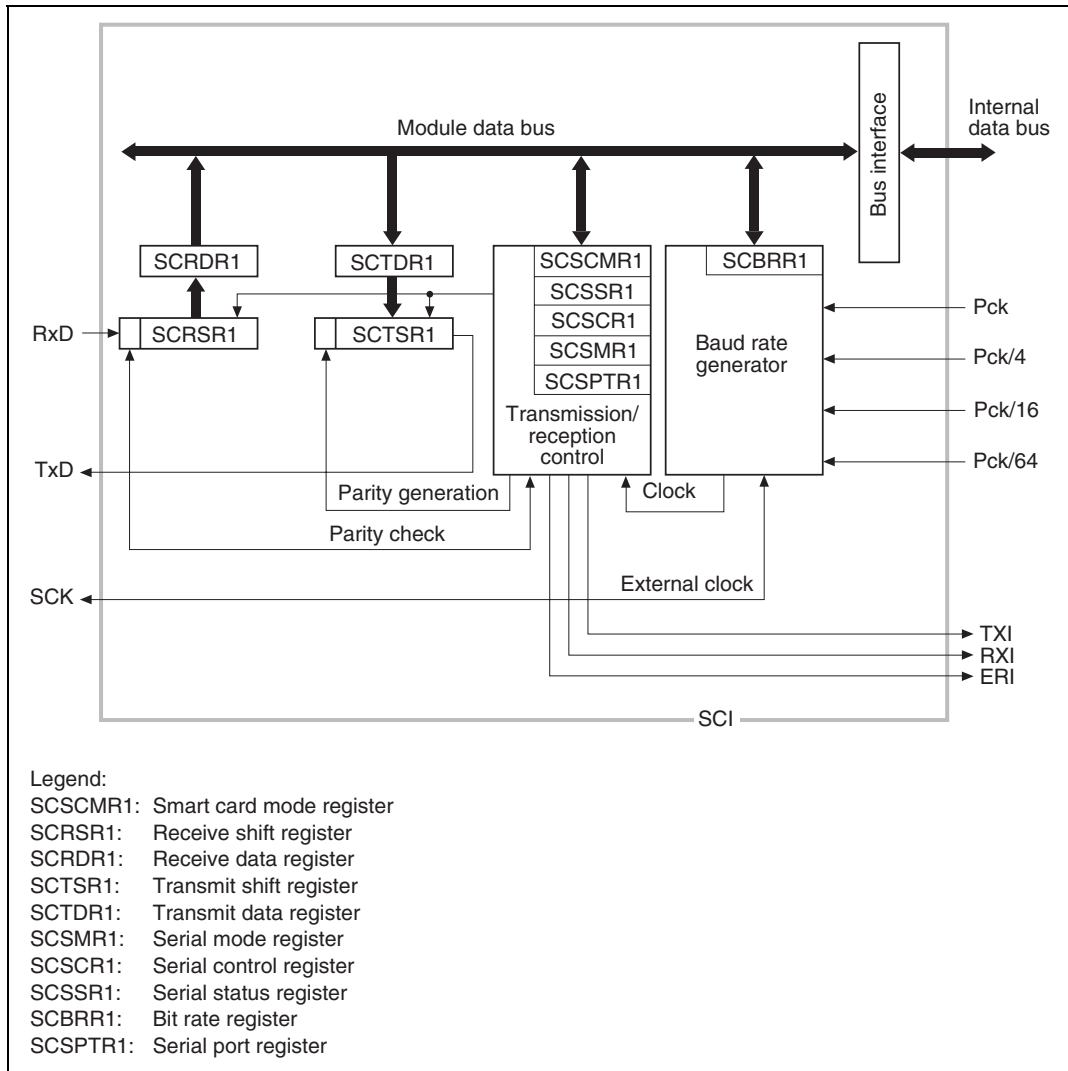 Module data bus
Bus interface
Internal
data bus
SCRDR1
SCTDR1
SCSCMR1
SCSSR1
SCSCR1
SCSMR1
SCSPTR1
Transmission/
reception
control
SCBRR1
Baud rate
generator
RxD
SCRSR1
SCTSR1
Pck
Pck/4
Pck/16
Pck/64
TxD
Parity generation
Clock
Parity check
SCK
External clock
TXI
RXI
ERI
SCI
Legend:
SCSCMR1: Smart card mode register
SCRSR1: Receive shift register
SCRDR1: Receive data register
SCTSR1: Transmit shift register
SCTDR1: Transmit data register
SCSMR1: Serial mode register
SCSCR1: Serial control register
SCSSR1: Serial status register
SCBRR1: Bit rate register
SCSPTR1: Serial port register